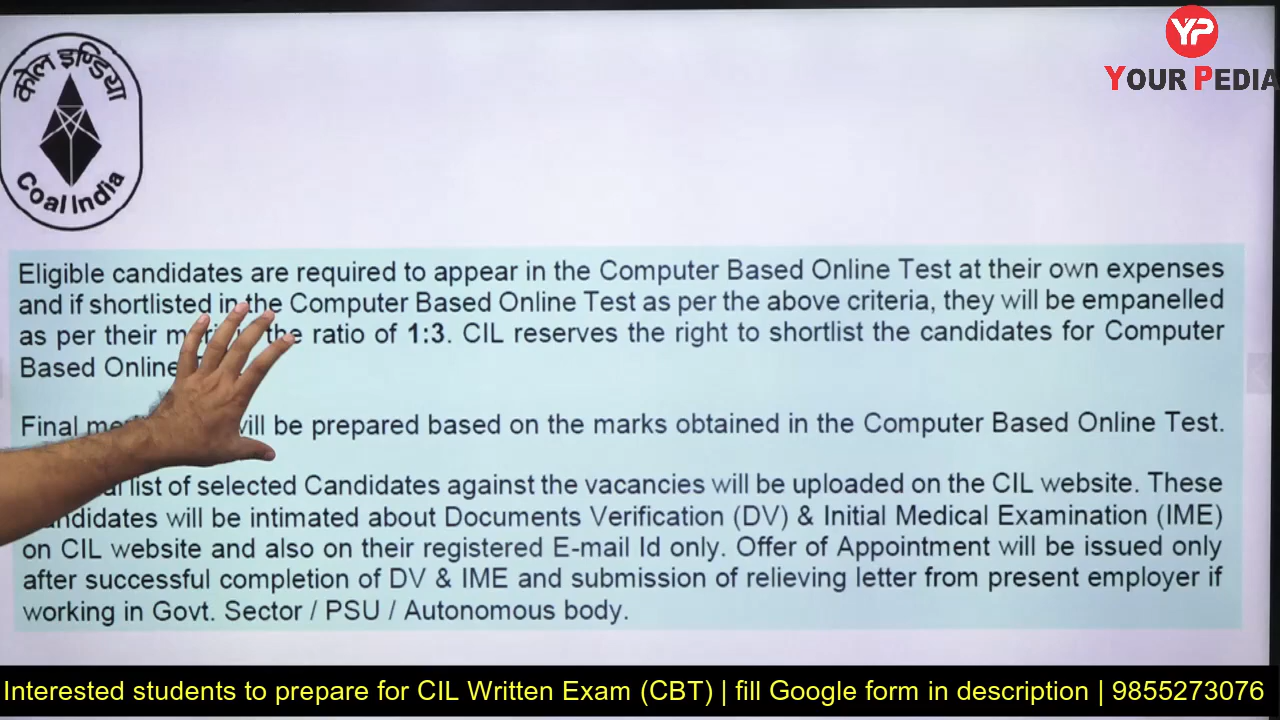 कोल इण्डिया
Coal India
YP
YOUR PEDIA
Eligible candidates are required to appear in the Computer Based Online Test at their own expenses
and if shortlisted in the Computer Based Online Test as per the above criteria, they will be empanelled
as per their the ratio of 1:3. CIL reserves the right to shortlist the candidates for Computer
Based Online
Final will be prepared based on the marks obtained in the Computer Based Online Test.
list of selected Candidates against the vacancies will be uploaded on the CIL website. These
candidates will be intimated about Documents Verification (DV) & Initial Medical Examination (IME)
on CIL website and also on their registered E-mail Id only. Offer of Appointment will be issued only
after successful completion of DV & IME and submission of relieving letter from present employer if
working in Govt. Sector / PSU / Autonomous body.
Interested students to prepare for CIL Written Exam (CBT) | fill Google form in description | 9855273076